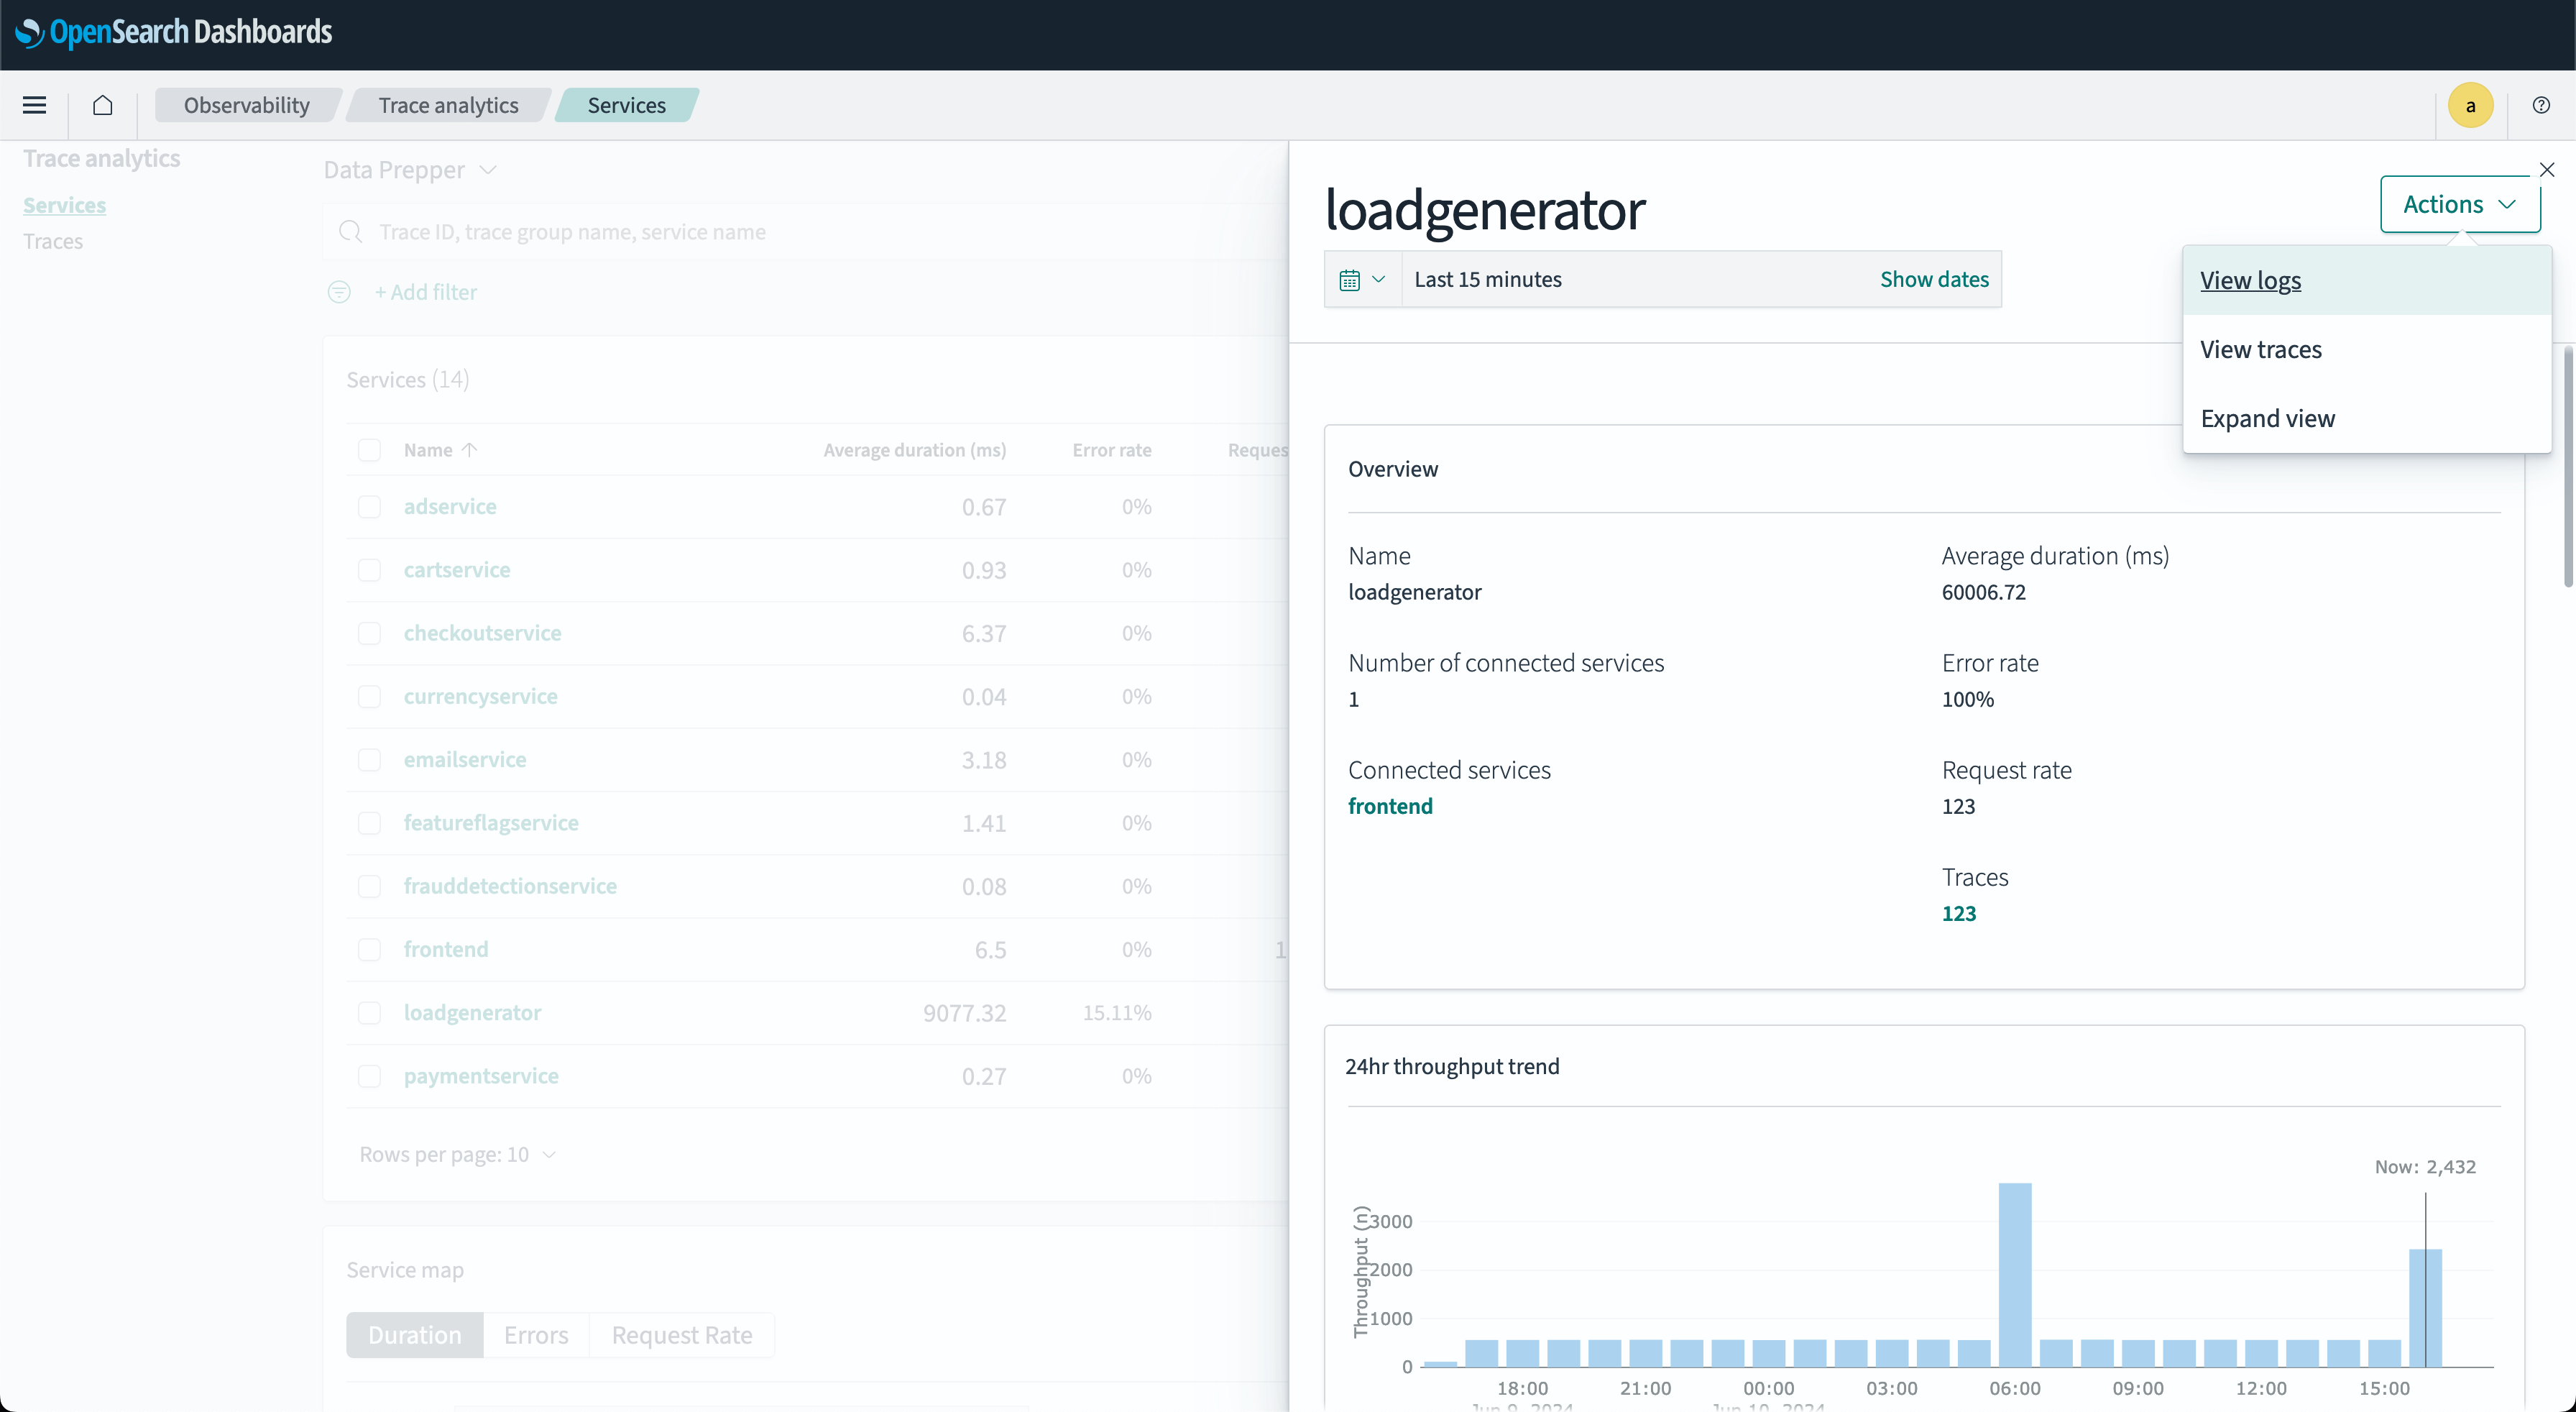 OpenSearch Dashboards
Observability
Trace analytics
Services
a
Trace analytics
Services
Traces
Data Prepper
Trace ID, trace group name, service name
+ Add filter
Services (14)
Name Average duration (ms) Error rate Reques
adservice 0.67 0%
cartservice 0.93 0%
checkoutservice 6.37 0%
currencyservice 0.04 0%
emailservice 3.18 0%
featureflagservice 1.41 0%
frauddetectionservice 0.08 0%
frontend 6.5 0% 1
loadgenerator 9077.32 15.11%
paymentservice 0.27 0%
Rows per page: 10
Service map
Duration Errors Request Rate
loadgenerator
Actions
Last 15 minutes
Show dates
View logs
View traces
Expand view
Overview
Name
loadgenerator
Average duration (ms)
60006.72
Number of connected services
1
Error rate
100%
Connected services
frontend
Request rate
123
Traces
123
24hr throughput trend
Now: 2,432
Throughput (n)
3000
2000
1000
0
18:00 21:00 00:00 03:00 06:00 09:00 12:00 15:00
Jun 9, 2024 Jun 10, 2024